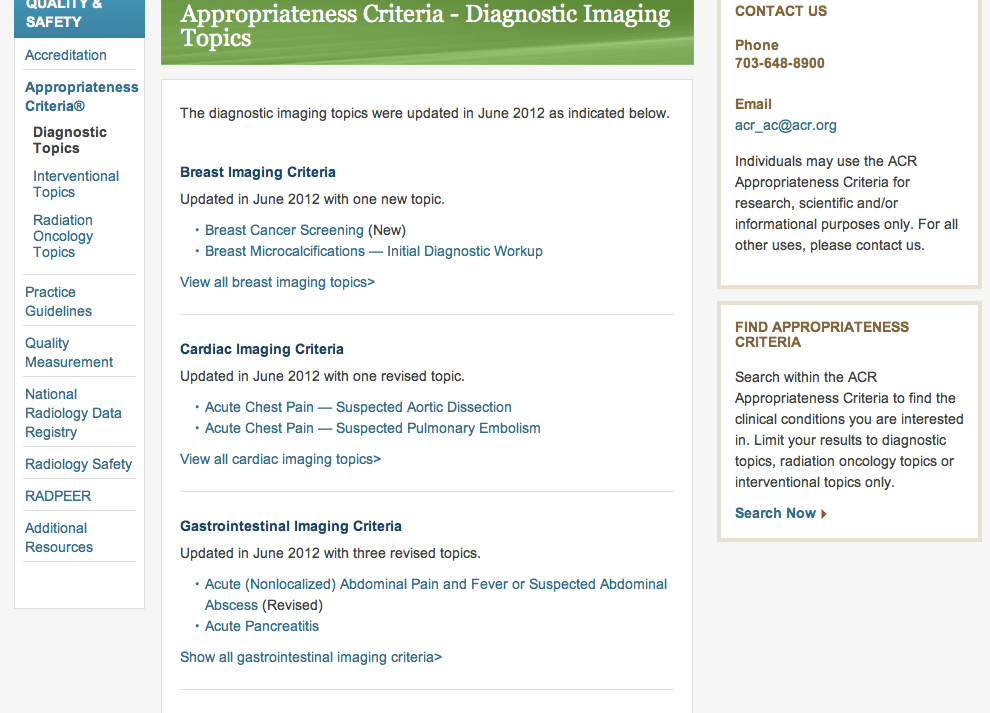 QUALITY &
SAFETY
Accreditation
Appropriateness
Criteria®
Diagnostic
Topics
Interventional
Topics
Radiation
Oncology
Topics
Practice
Guidelines
Quality
Measurement
National
Radiology Data
Registry
Radiology Safety
RADPEER
Additional
Resources
Appropriateness Criteria - Diagnostic Imaging
Topics
The diagnostic imaging topics were updated in June 2012 as indicated below.
Breast Imaging Criteria
Updated in June 2012 with one new topic.
• Breast Cancer Screening (New)
• Breast Microcalcifications — Initial Diagnostic Workup
View all breast imaging topics>
Cardiac Imaging Criteria
Updated in June 2012 with one revised topic.
• Acute Chest Pain — Suspected Aortic Dissection
• Acute Chest Pain — Suspected Pulmonary Embolism
View all cardiac imaging topics>
Gastrointestinal Imaging Criteria
Updated in June 2012 with three revised topics.
• Acute (Nonlocalized) Abdominal Pain and Fever or Suspected Abdominal
Abscess (Revised)
• Acute Pancreatitis
Show all gastrointestinal imaging criteria>
CONTACT US
Phone
703-648-8900
Email
acr_ac@acr.org
Individuals may use the ACR
Appropriateness Criteria for
research, scientific and/or
informational purposes only. For all
other uses, please contact us.
FIND APPROPRIATENESS
CRITERIA
Search within the ACR
Appropriateness Criteria to find the
clinical conditions you are interested
in. Limit your results to diagnostic
topics, radiation oncology topics or
interventional topics only.
Search Now